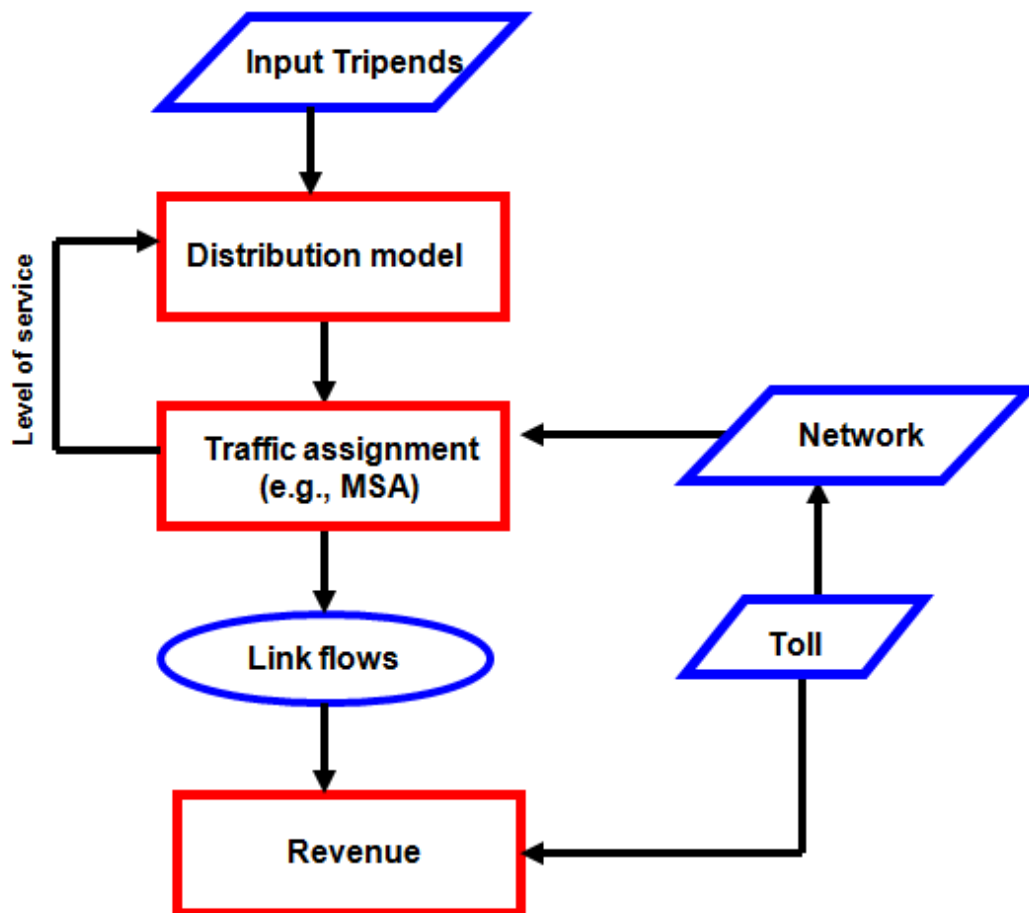 Input Tripends
Distribution model
Level of service
Traffic assignment
(e.g., MSA)
Network
Link flows
Toll
Revenue